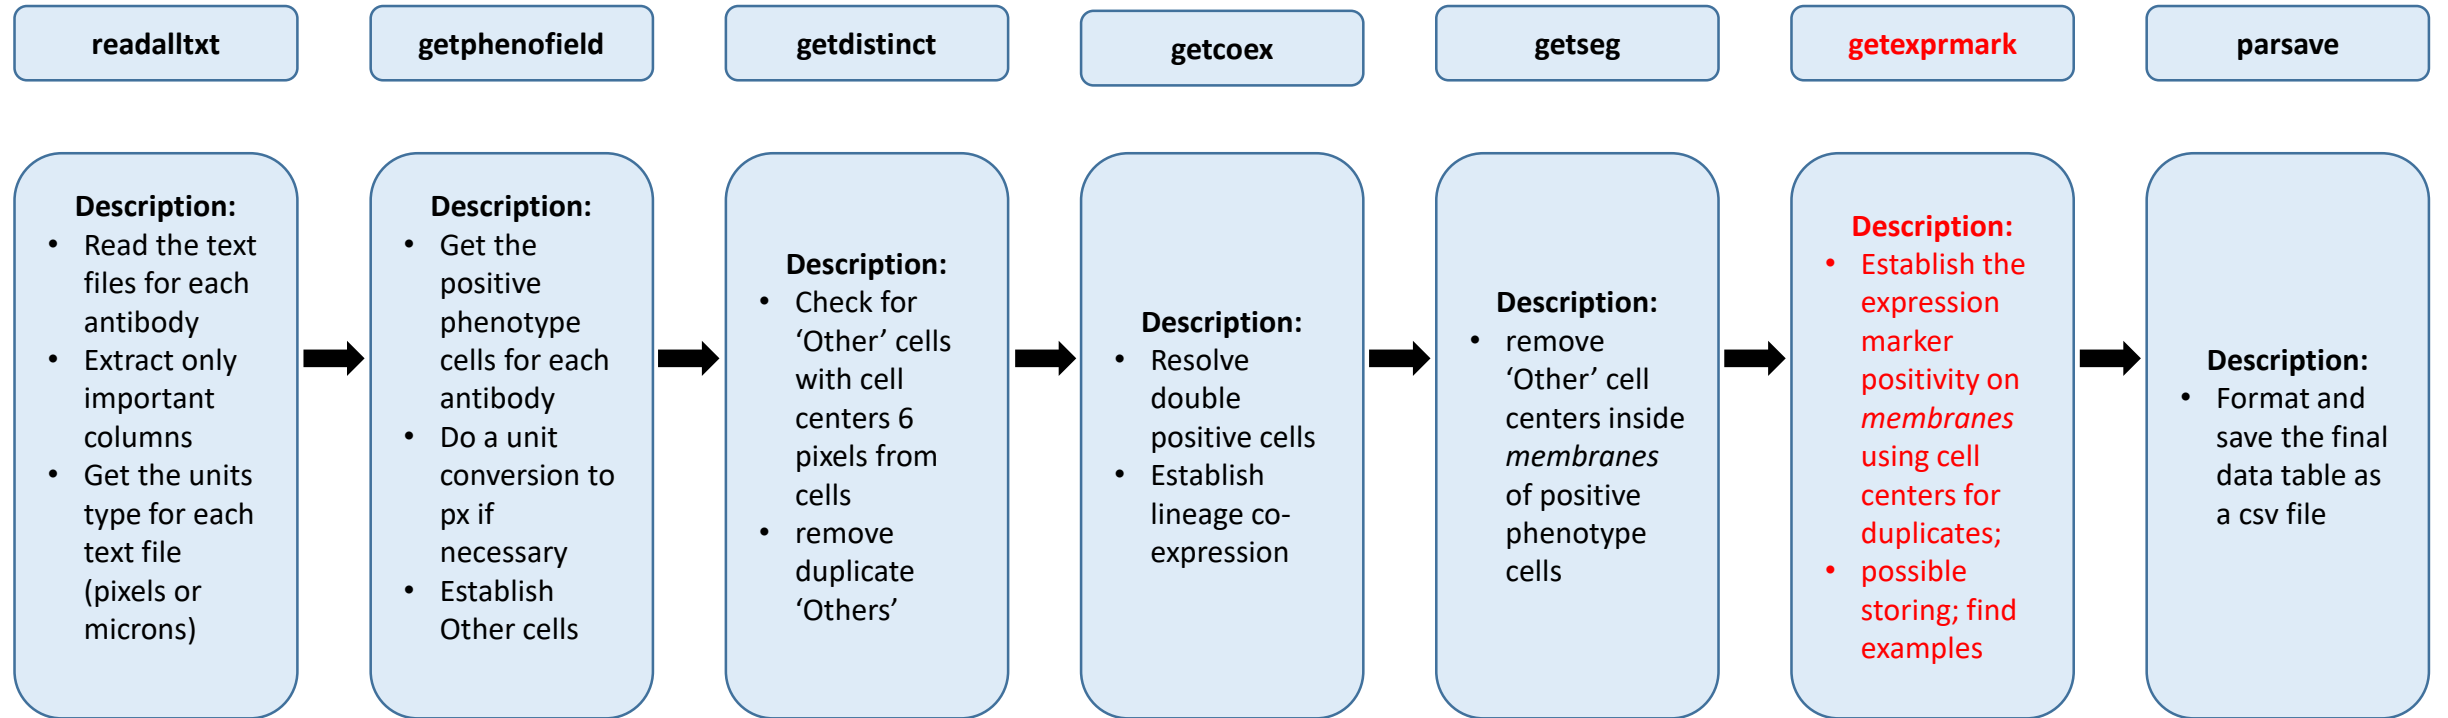 readalltxt
getphenofield
getdistinct
getcoex
getseg
getexprmark
parsave
Description:
• Read the text
files for each
antibody
• Extract only
important
columns
• Get the units
type for each
text file
(pixels or
microns)
Description:
• Get the
positive
phenotype
cells for each
antibody
• Do a unit
conversion to
px if
necessary
• Establish
Other cells
Description:
• Check for
‘Other’ cells
with cell
centers 6
pixels from
cells
• remove
duplicate
‘Others’
Description:
• Resolve
double
positive cells
• Establish
lineage co-
expression
Description:
• remove
‘Other’ cell
centers inside
membranes
of positive
phenotype
cells
Description:
• Establish the
expression
marker
positivity on
membranes
using cell
centers for
duplicates;
• possible
storing; find
examples
Description:
• Format and
save the final
data table as
a csv file